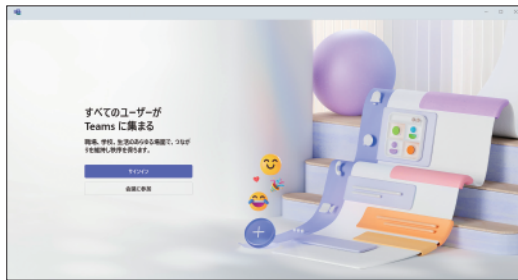 すべてのユーザーが
Teams に集まる
職場、学校、生活のあらゆる場面で、つなが
りを維持し秩序を保ちます。
サインイン
会議に参加